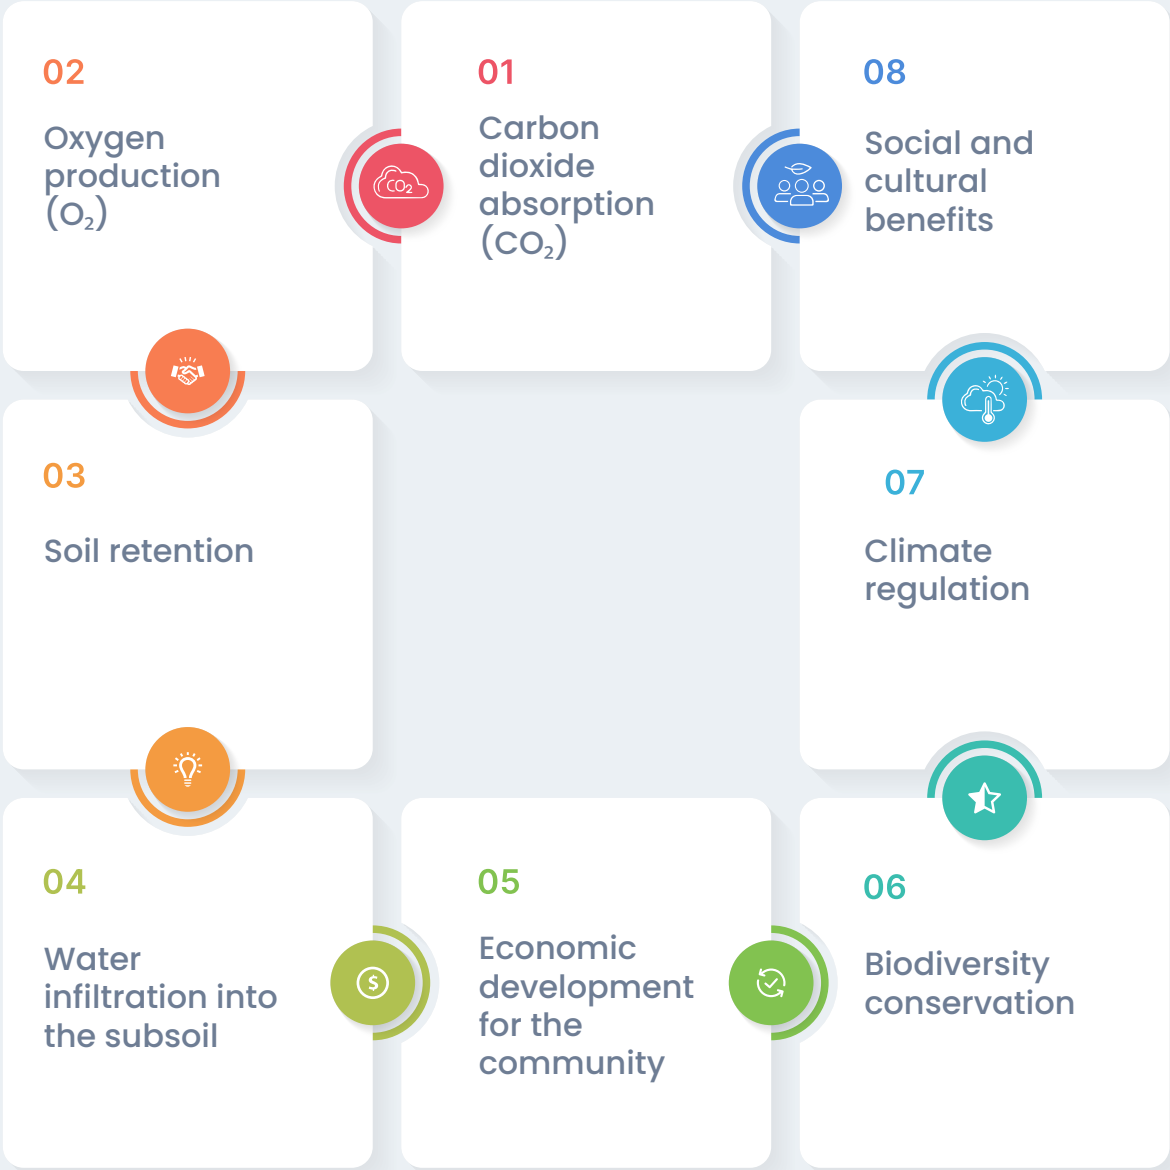 02
Oxygen
production
(O₂)
01
Carbon
dioxide
absorption
(CO₂)
CO₂
08
Social and
cultural
benefits
03
Soil retention
07
Climate
regulation
04
Water
infiltration into
the subsoil
$
05
Economic
development
for the
community
06
Biodiversity
conservation